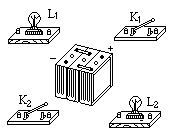 L₁ K₁
− +
K₂ L₂